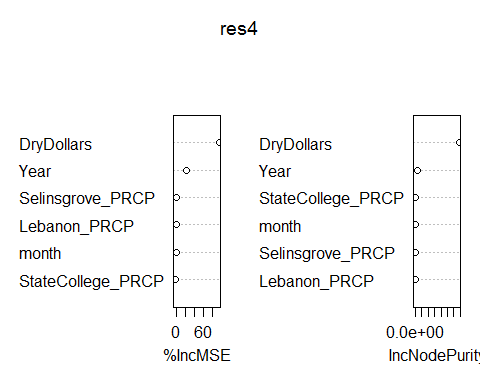 res4
DryDollars
Year
Selinsgrove_PRCP
Lebanon_PRCP
month
StateCollege_PRCP
0 60
%IncMSE
DryDollars
Year
StateCollege_PRCP
month
Selinsgrove_PRCP
Lebanon_PRCP
0.0e+00
IncNodePurity